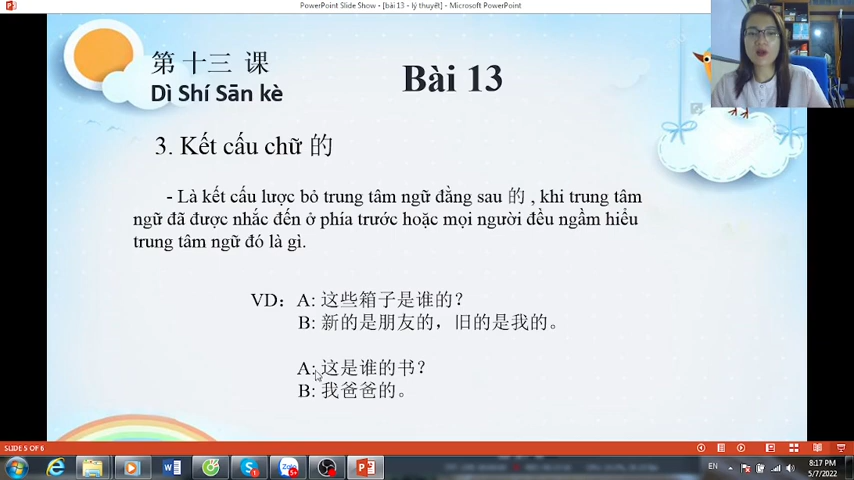 PowerPoint Slide Show - [bài 13 - lý thuyết] - Microsoft PowerPoint
第 十三 课
Dì Shí Sān kè
Bài 13
3. Kết cấu chữ 的
- Là kết cấu lược bỏ trung tâm ngữ đằng sau 的 , khi trung tâm
ngữ đã được nhắc đến ở phía trước hoặc mọi người đều ngầm hiểu
trung tâm ngữ đó là gì.
VD： A: 这些箱子是谁的？
B: 新的是朋友的，旧的是我的。
A: 这是谁的书？
B: 我爸爸的。
SLIDE 5 OF 6
EN
8:17 PM
5/7/2022